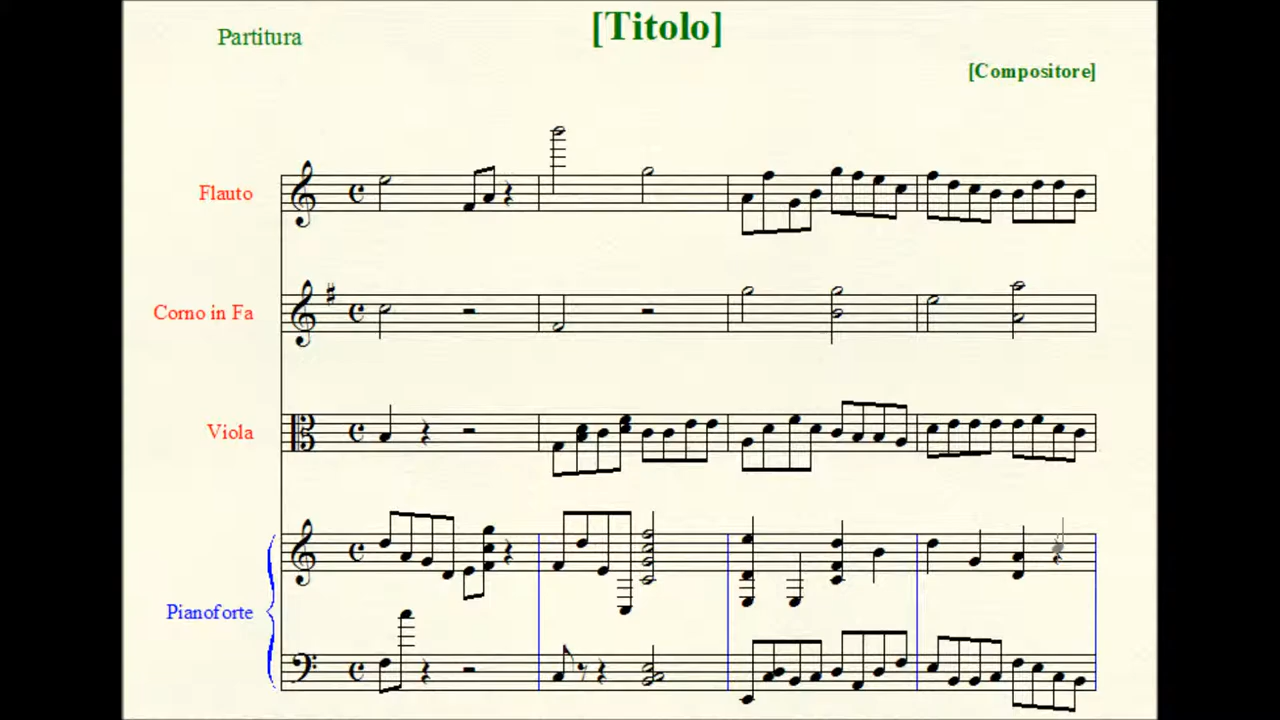 [Titolo]
Partitura
[Compositore]
Flauto
Corno in Fa
Viola
Pianoforte